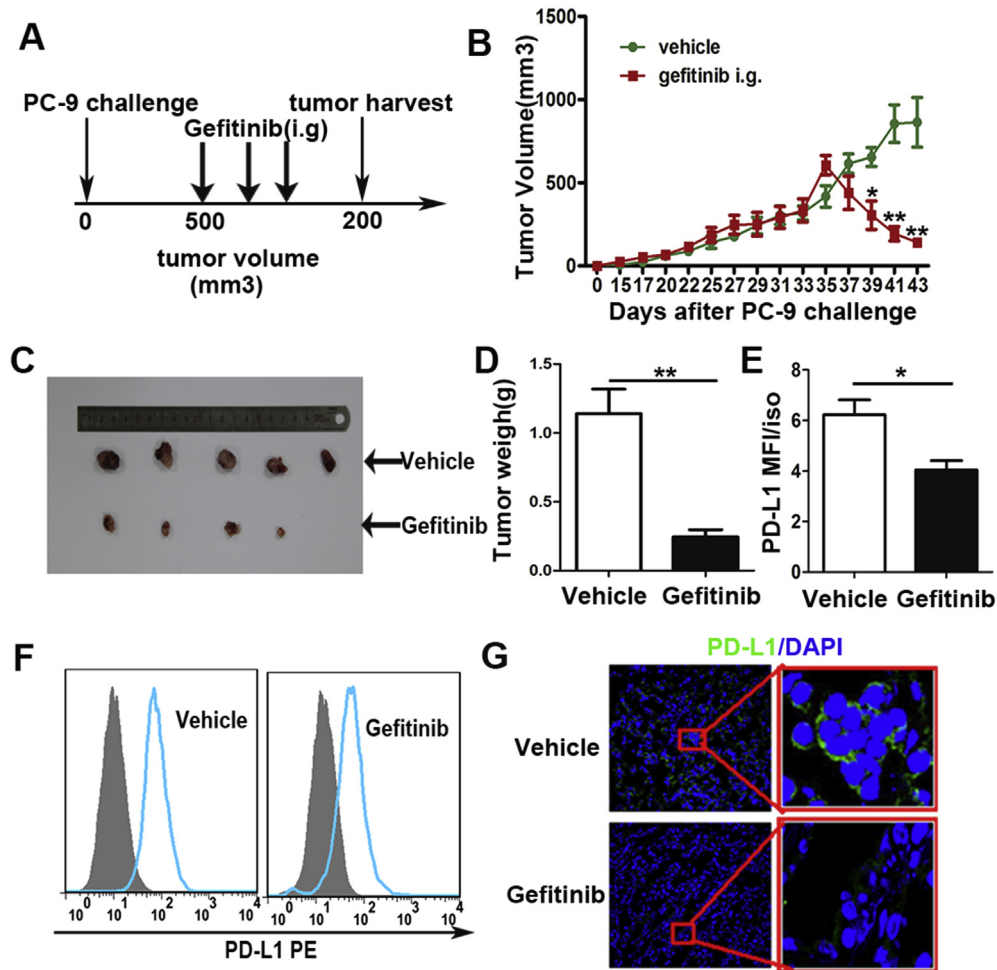 A
PC-9 challenge
tumor harvest
Gefitinib(i.g)
0
500
200
tumor volume
(mm3)
B
Tumor Volume(mm3)
1500
1000
500
0
vehicle
gefitinib i.g.
*
**
**
0 15 17 20 22 25 27 29 31 33 35 37 39 41 43
Days afiter PC-9 challenge
C
Vehicle
Gefitinib
D
Tumor weigh(g)
1.5
1.0
0.5
0.0
**
Vehicle Gefitinib
E
PD-L1 MFI/iso
8
6
4
2
0
*
Vehicle Gefitinib
F
Vehicle
Gefitinib
10⁰ 10¹ 10² 10³ 10⁴
10⁰ 10¹ 10² 10³ 10⁴
PD-L1 PE
G
PD-L1/DAPI
Vehicle
Gefitinib